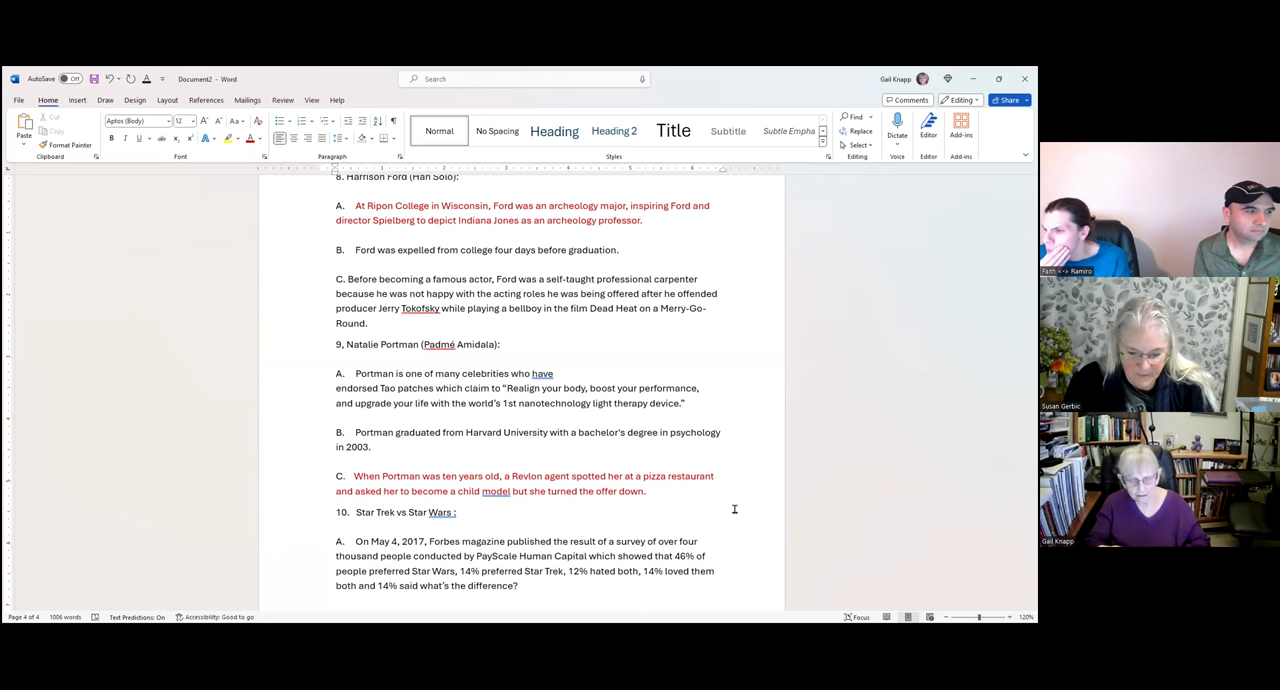 AutoSave Off Document2 - Word Search Gail Knapp
File Home Insert Draw Design Layout References Mailings Review View Help Comments Editing Share
Paste Cut Copy Format Painter Aptos (Body) 12 Normal No Spacing Heading Heading 2 Title Subtitle Subtle Empha Find Replace Select Dictate Editor Add-ins
Clipboard Font Paragraph Styles Editing Voice Editor Add-ins
8. Harrison Ford (Han Solo):
A. At Ripon College in Wisconsin, Ford was an archeology major, inspiring Ford and
director Spielberg to depict Indiana Jones as an archeology professor.
B. Ford was expelled from college four days before graduation.
C. Before becoming a famous actor, Ford was a self-taught professional carpenter
because he was not happy with the acting roles he was being offered after he offended
producer Jerry Tokofsky while playing a bellboy in the film Dead Heat on a Merry-Go-
Round.
9, Natalie Portman (Padmé Amidala):
A. Portman is one of many celebrities who have
endorsed Tao patches which claim to “Realign your body, boost your performance,
and upgrade your life with the world’s 1st nanotechnology light therapy device.”
B. Portman graduated from Harvard University with a bachelor's degree in psychology
in 2003.
C. When Portman was ten years old, a Revlon agent spotted her at a pizza restaurant
and asked her to become a child model but she turned the offer down.
10. Star Trek vs Star Wars :
A. On May 4, 2017, Forbes magazine published the result of a survey of over four
thousand people conducted by PayScale Human Capital which showed that 46% of
people preferred Star Wars, 14% preferred Star Trek, 12% hated both, 14% loved them
both and 14% said what’s the difference?
Page 4 of 4 1006 words Text Predictions: On Accessibility: Good to go Focus 120%
Faith <-> Ramiro
Susan Gerbic
Gail Knapp